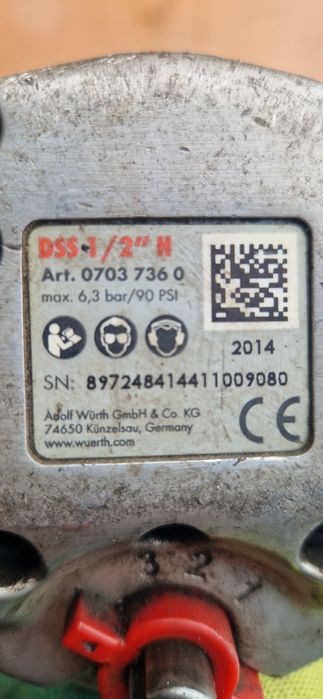 DSS 1/2" H
Art. 0703 736 0
max. 6,3 bar/90 PSI
2014
SN: 897248414411009080
Adolf Würth GmbH & Co. KG
74650 Künzelsau, Germany
www.wuerth.com
CE
3 2 1